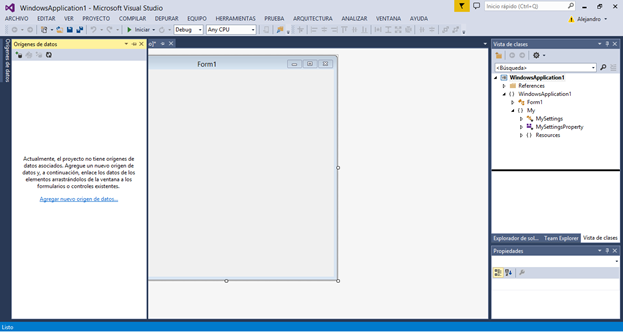 WindowsApplication1 - Microsoft Visual Studio
Inicio rápido (Ctrl+Q)
ARCHIVO EDITAR VER PROYECTO COMPILAR DEPURAR EQUIPO HERRAMIENTAS PRUEBA ARQUITECTURA ANALIZAR VENTANA AYUDA
Alejandro
Iniciar Debug Any CPU
Orígenes de datos
Orígenes de datos
Actualmente, el proyecto no tiene orígenes de
datos asociados. Agregue un nuevo origen de
datos y, a continuación, enlace los datos de los
elementos arrastrándolos de la ventana a los
formularios o controles existentes.
Agregar nuevo origen de datos...
Form1
Vista de clases
<Búsqueda>
WindowsApplication1
References
{ } WindowsApplication1
Form1
{ } My
MySettings
MySettingsProperty
{ } Resources
Explorador de sol... Team Explorer Vista de clases
Propiedades
Listo